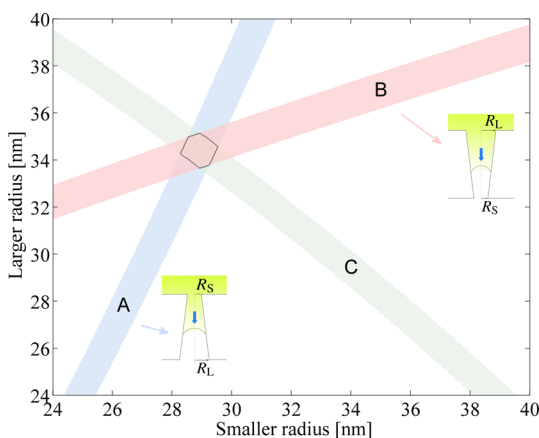 40
38
36
34
32
30
28
26
24
Larger radius [nm]
B
R_L
R_S
C
A
R_S
R_L
24 26 28 30 32 34 36 38 40
Smaller radius [nm]